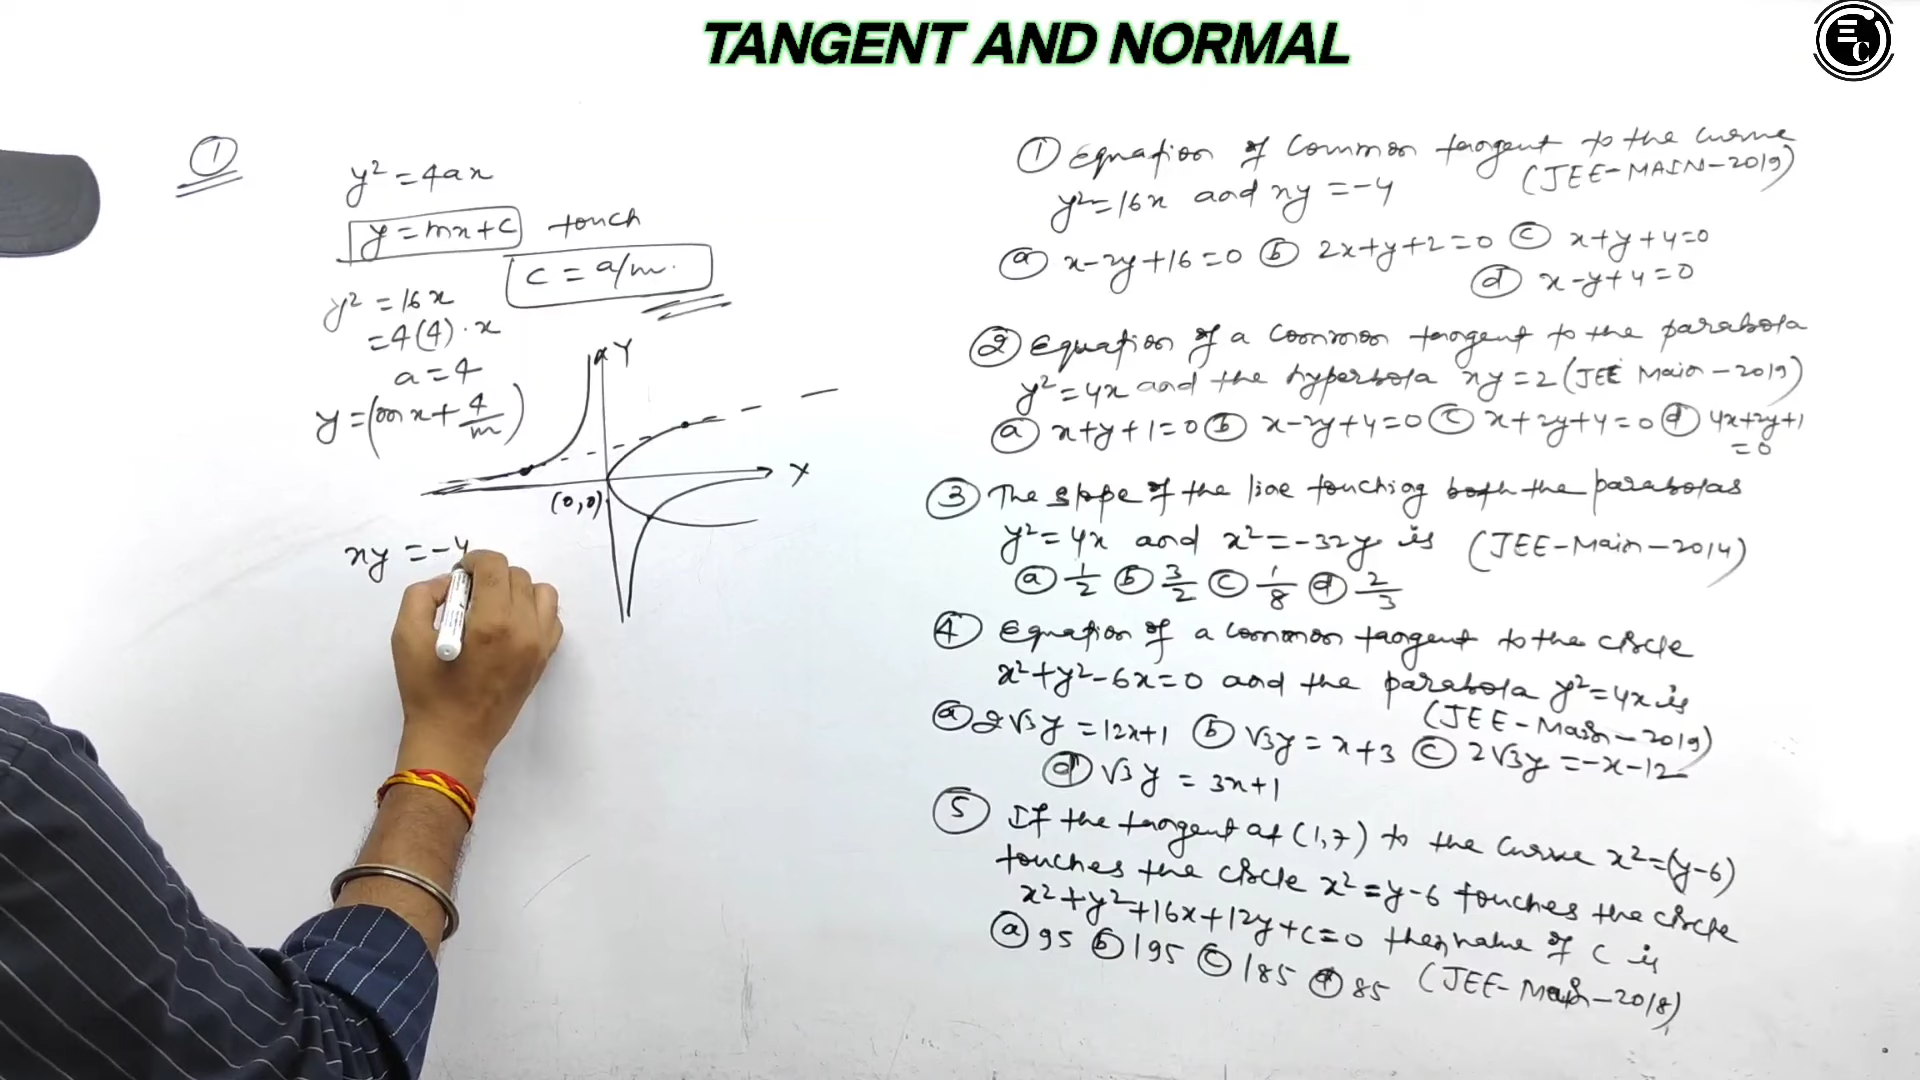 TANGENT AND NORMAL
EC
①
y² = 4ax
y = mx + c touch
c = a/m.
y² = 16x
= 4(4)·x
a = 4
y = (mx + 4/m)
Y
X
(0,0)
xy = -4
① Equation of Common tangent to the curve
y² = 16x and xy = -4 (JEE-MAIN-2019)
ⓐ x-2y+16=0 ⓑ 2x+y+2=0 ⓒ x+y+4=0
ⓓ x-y+4=0
② Equation of a common tangent to the parabola
y² = 4x and the hyperbola xy = 2 (JEE Main-2019)
ⓐ x+y+1=0 ⓑ x-2y+4=0 ⓒ x+2y+4=0 ⓓ 4x+2y+1
=0
③ The slope of the line touching both the parabolas
y² = 4x and x² = -32y is (JEE-Main-2014)
ⓐ 1/2 ⓑ 3/2 ⓒ 1/8 ⓓ 2/3
④ Equation of a common tangent to the circle
x²+y²-6x=0 and the parabola y²=4x is
(JEE-Main-2019)
ⓐ 2√3y = 12x+1 ⓑ √3y = x+3 ⓒ 2√3y = -x-12
ⓓ √3y = 3x+1
⑤ If the tangent at (1,7) to the curve x²=(y-6)
touches the circle x²=y-6 touches the circle
x²+y²+16x+12y+c=0 then value of c is
ⓐ 95 ⓑ 195 ⓒ 185 ⓓ 85 (JEE-Main-2018)